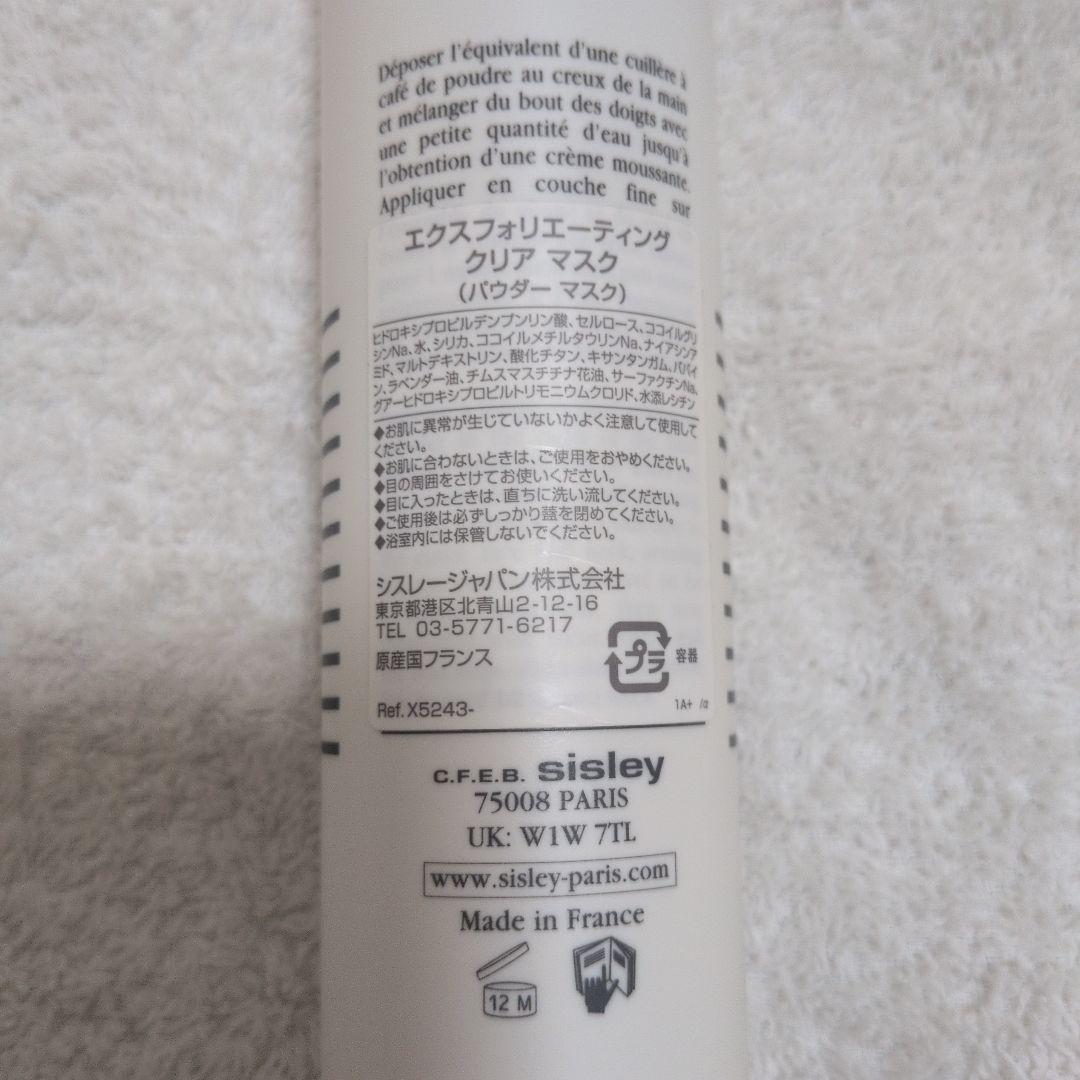 Déposer l'équivalent d'une cuillère à
café de poudre au creux de la main
et mélanger du bout des doigts avec
une petite quantité d'eau jusqu'à
l'obtention d'une crème moussante.
Appliquer en couche fine sur
エクスフォリエーティング
クリア マスク
(パウダー マスク)
ヒドロキシプロピルデンプンリン酸、セルロース、ココイルグリ
シンNa、水、シリカ、ココイルメチルタウリンNa、ナイアシンア
ミド、マルトデキストリン、酸化チタン、キサンタンガム、パパイ
ン、ラベンダー油、チムスマスチチナ花油、サーファクチンNa、
グアーヒドロキシプロピルトリモニウムクロリド、水添レシチン
◆お肌に異常が生じていないかよく注意して使用して
ください。
◆お肌に合わないときは、ご使用をおやめください。
◆目の周囲をさけてお使いください。
◆目に入ったときは、直ちに洗い流してください。
◆ご使用後は必ずしっかり蓋を閉めてください。
◆浴室内には保管しないでください。
シスレージャパン株式会社
東京都港区北青山2-12-16
TEL 03-5771-6217
原産国フランス
プラ
容器
Ref. X5243-
1A+ /α
C.F.E.B. sisley
75008 PARIS
UK: W1W 7TL
www.sisley-paris.com
Made in France
12 M